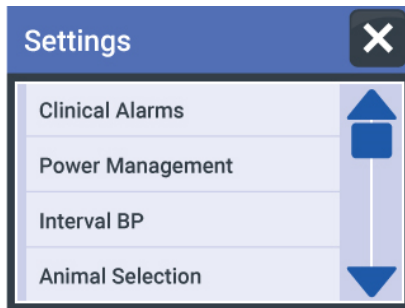 Settings
Clinical Alarms
Power Management
Interval BP
Animal Selection